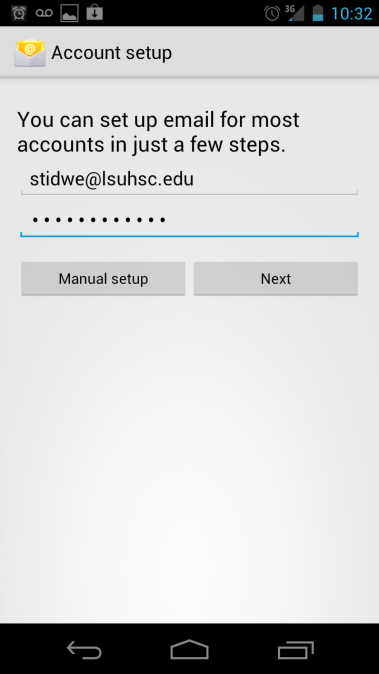 3G 10:32
Account setup
You can set up email for most
accounts in just a few steps.
stidwe@lsuhsc.edu
••••••••••••
Manual setup Next